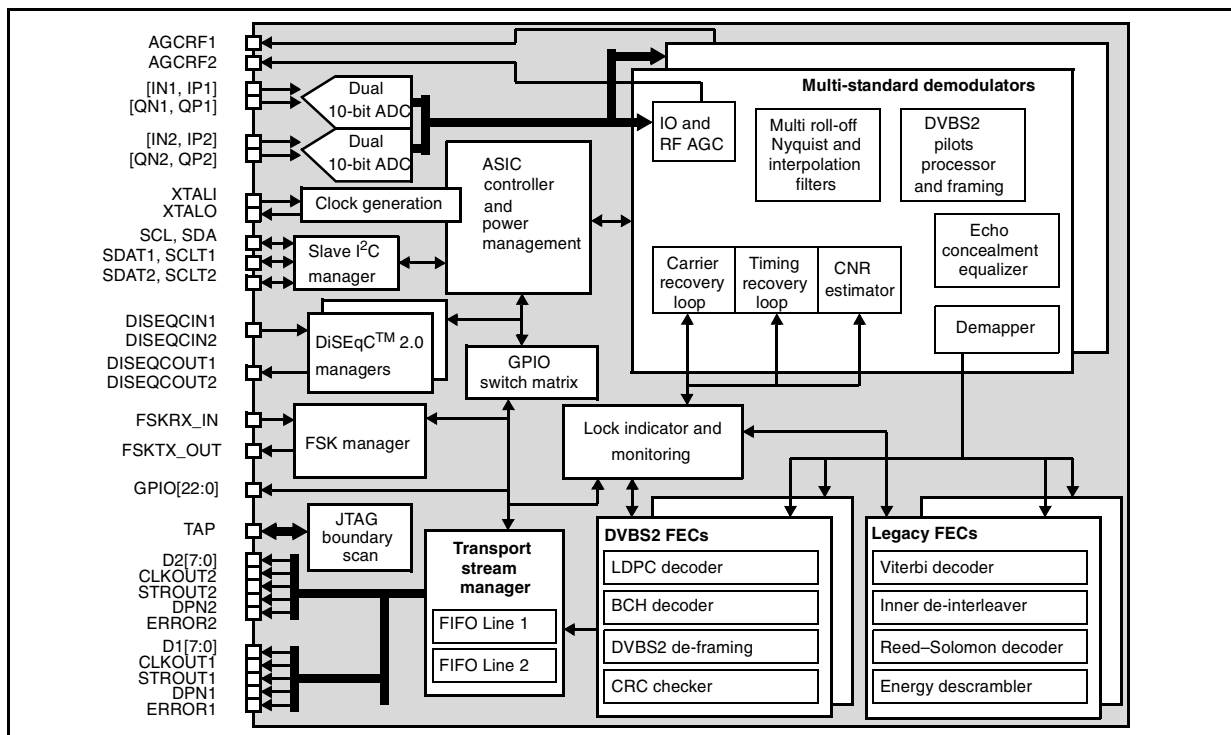 AGCRF1
AGCRF2
[IN1, IP1]
[QN1, QP1]
[IN2, IP2]
[QN2, QP2]
XTALI
XTALO
SCL, SDA
SDAT1, SCLT1
SDAT2, SCLT2
DISEQCIN1
DISEQCIN2
DISEQCOUT1
DISEQCOUT2
FSKRX_IN
FSKTX_OUT
GPIO[22:0]
TAP
D2[7:0]
CLKOUT2
STROUT2
DPN2
ERROR2
D1[7:0]
CLKOUT1
STROUT1
DPN1
ERROR1
Dual
10-bit ADC
Dual
10-bit ADC
Clock generation
Slave I²C
manager
ASIC
controller
and
power
management
DiSEqC™ 2.0
managers
GPIO
switch matrix
FSK manager
JTAG
boundary
scan
Transport
stream
manager
FIFO Line 1
FIFO Line 2
Multi-standard demodulators
IO and
RF AGC
Multi roll-off
Nyquist and
interpolation
filters
DVBS2
pilots
processor
and framing
Echo
concealment
equalizer
Carrier
recovery
loop
Timing
recovery
loop
CNR
estimator
Demapper
Lock indicator and
monitoring
DVBS2 FECs
LDPC decoder
BCH decoder
DVBS2 de-framing
CRC checker
Legacy FECs
Viterbi decoder
Inner de-interleaver
Reed–Solomon decoder
Energy descrambler